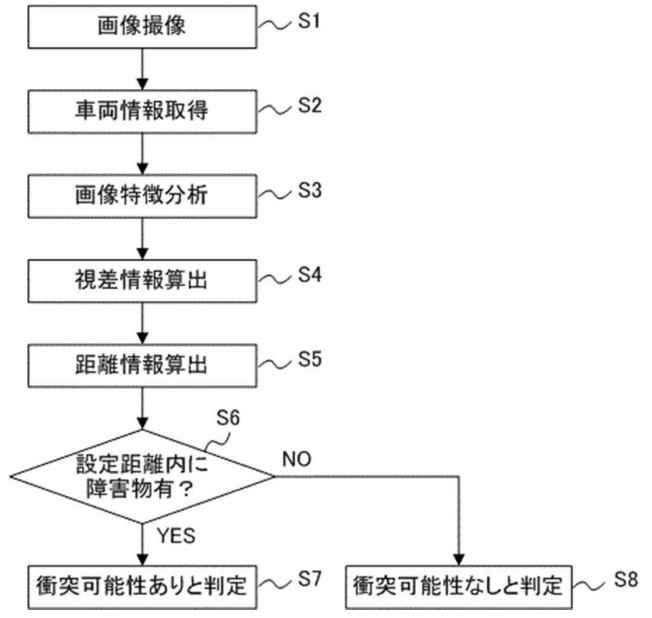 画像撮像
S1
車両情報取得
S2
画像特徴分析
S3
視差情報算出
S4
距離情報算出
S5
S6
設定距離内に
障害物有？
NO
YES
衝突可能性ありと判定
S7
衝突可能性なしと判定
S8